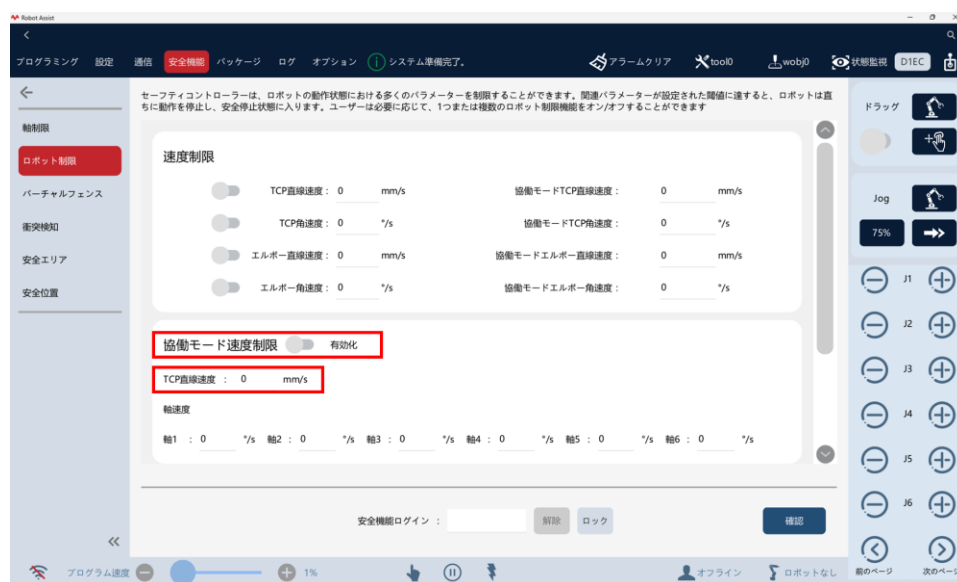 Robot Assist
プログラミング 設定 通信 安全機能 パッケージ ログ オプション システム準備完了。 アラームクリア tool0 wobj0 状態監視 D1EC
セーフティコントローラーは、ロボットの動作状態における多くのパラメーターを制限することができます。関連パラメーターが設定された閾値に達すると、ロボットは直
ちに動作を停止し、安全停止状態に入ります。ユーザーは必要に応じて、1つまたは複数のロボット制限機能をオン/オフすることができます
軸制限
ロボット制限
バーチャルフェンス
衝突検知
安全エリア
安全位置
速度制限
TCP直線速度： 0 mm/s 協働モードTCP直線速度： 0 mm/s
TCP角速度： 0 °/s 協働モードTCP角速度： 0 °/s
エルボー直線速度： 0 mm/s 協働モードエルボー直線速度： 0 mm/s
エルボー角速度： 0 °/s 協働モードエルボー角速度： 0 °/s
協働モード速度制限 有効化
TCP直線速度 ： 0 mm/s
軸速度
軸1 ：0 °/s 軸2：0 °/s 軸3：0 °/s 軸4：0 °/s 軸5：0 °/s 軸6：0 °/s
安全機能ログイン ： 解除 ロック 確認
ドラッグ
Jog
75%
J1
J2
J3
J4
J5
J6
前のページ 次のページ
プログラム速度 1% オフライン ロボットなし